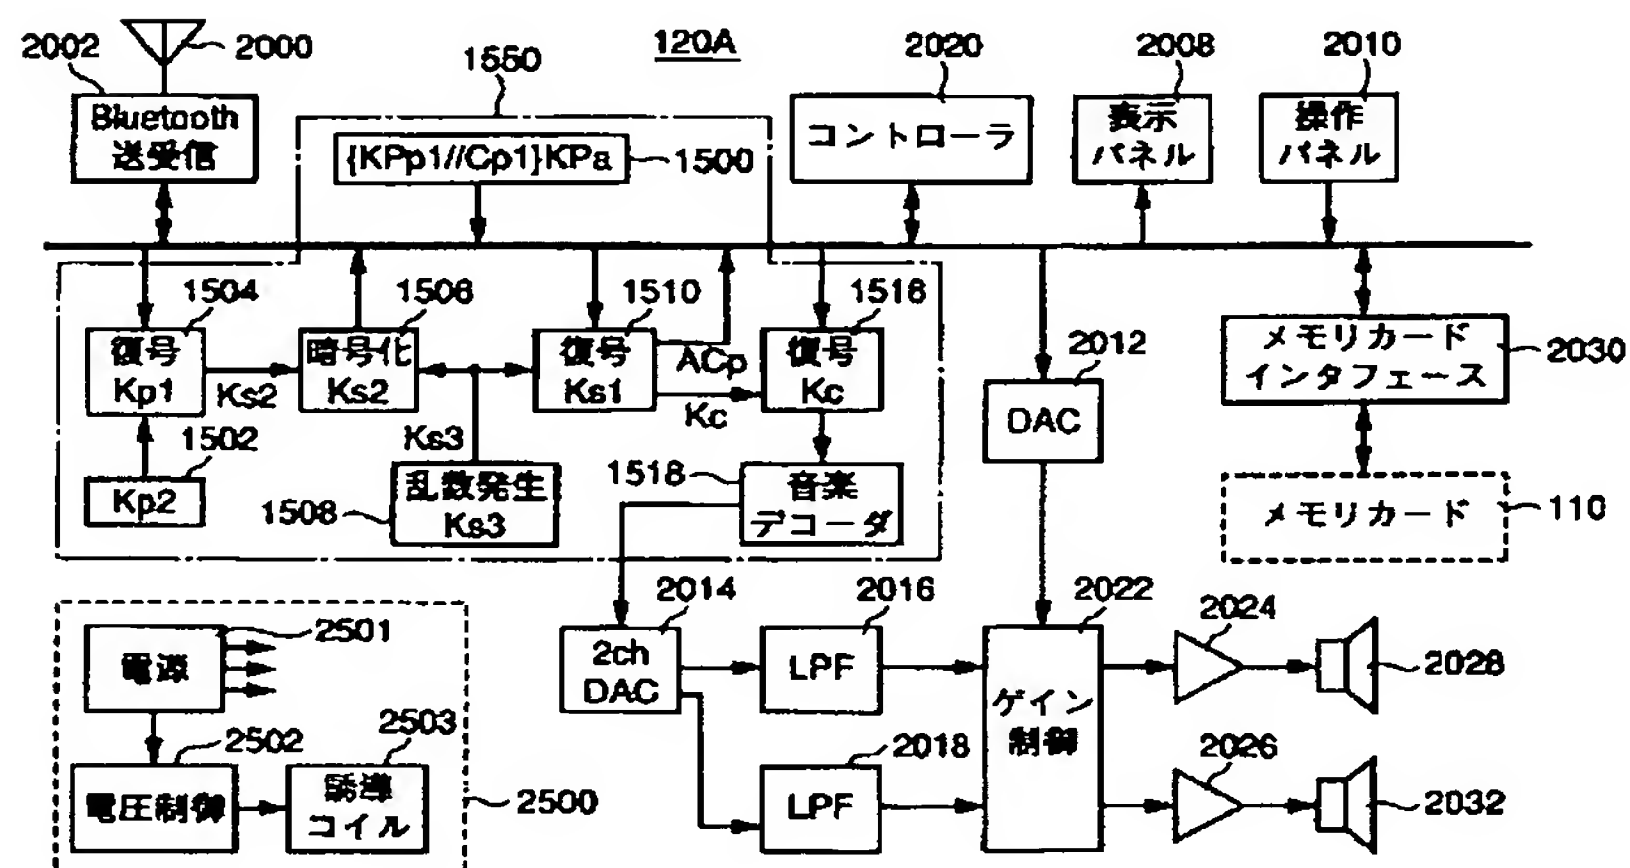 2002
2000
120A
1550
2020
2008
2010
Bluetooth
送受信
{KPp1//Cp1}KPa
1500
コントローラ
表示
パネル
操作
パネル
1504
1506
1510
1516
復号
Kp1
Ks2
暗号化
Ks2
復号
Ks1
ACp
Kc
復号
Kc
2012
DAC
メモリカード
インタフェース
2030
1502
Kp2
Ks3
1508
乱数発生
Ks3
1518
音楽
デコーダ
メモリカード
110
2501
電源
2502
電圧制御
2503
誘導
コイル
2500
2014
2ch
DAC
2016
LPF
2018
LPF
2022
ゲイン
制御
2024
2028
2026
2032